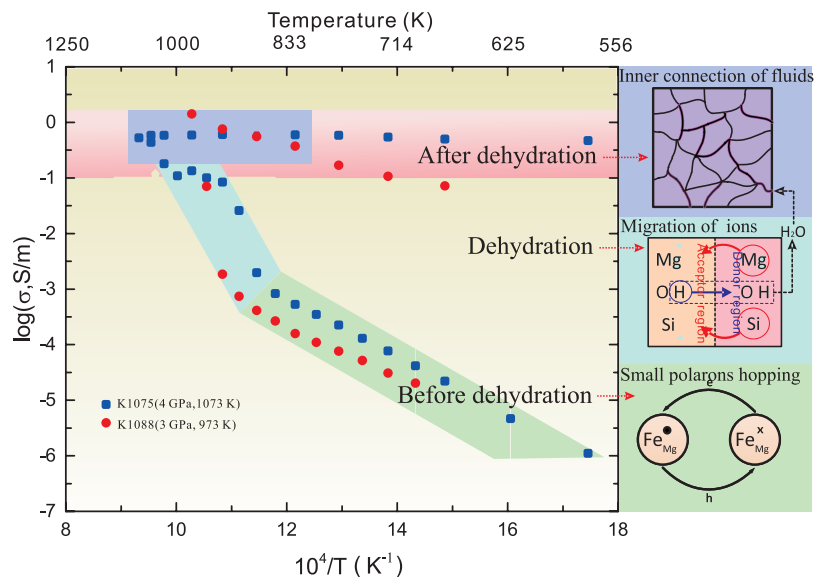 Temperature (K)
1250 1000 833 714 625 556
log(σ,S/m)
0
-1
-2
-3
-4
-5
-6
-7
8 10 12 14 16 18
10⁴/T ( K⁻¹)
K1075(4 GPa,1073 K)
K1088(3 GPa, 973 K)
After dehydration
Dehydration
Before dehydration
Inner connection of fluids
Migration of ions
H₂O
Mg Mg
O H O H
Si Si
Acceptor region
Donor region
Small polarons hopping
e
Fe Mg Fe x Mg
h